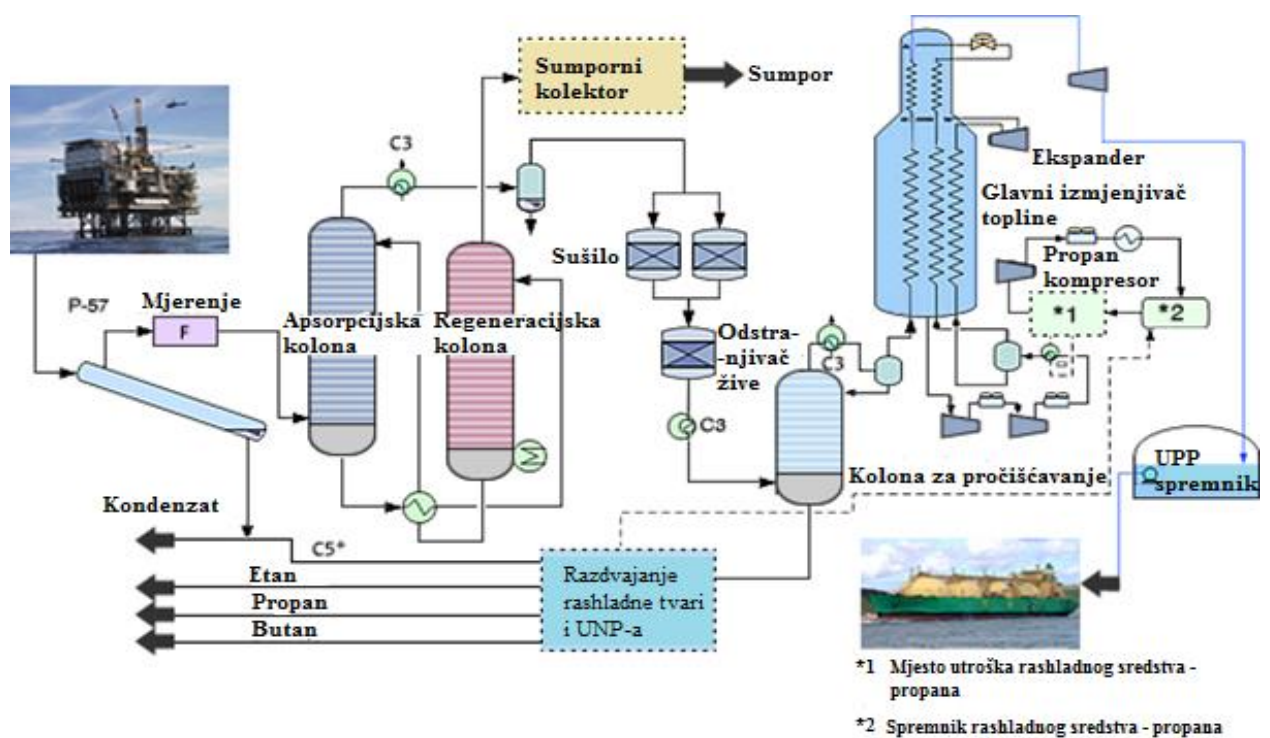 Sumporni
kolektor
Sumpor
C3
Ekspander
Glavni izmjenjivač
topline
Sušilo
Propan
kompresor
P-57
Mjerenje
F
Apsorpcijska
kolona
Regeneracijska
kolona
*1
*2
Odstra-
-njivač
žive
C3
C3
Kolona za pročišćavanje
UPP
spremnik
Kondzat
C5*
Etan
Propan
Butan
Razdvajanje
rashladne tvari
i UNP-a
*1 Mjesto utroška rashladnog sredstva -
propana
*2 Spremnik rashladnog sredstva - propana